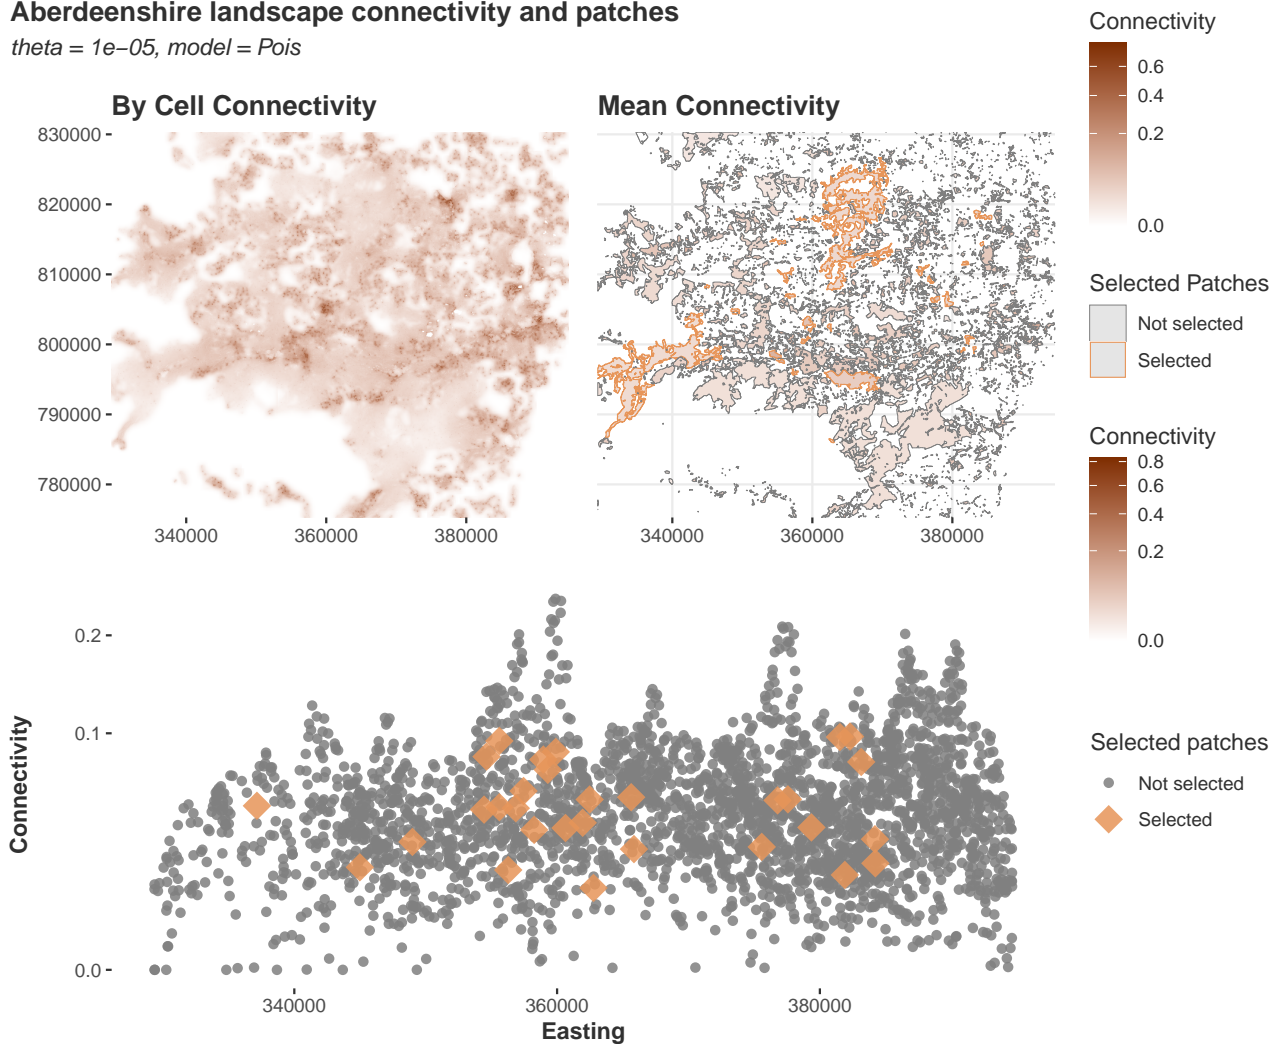 Aberdeenshire landscape connectivity and patches
theta = 1e−05, model = Pois
By Cell Connectivity
830000
820000
810000
800000
790000
780000
340000 360000 380000
Mean Connectivity
340000 360000 380000
Connectivity
0.6
0.4
0.2
0.0
Selected Patches
Not selected
Selected
Connectivity
0.8
0.6
0.4
0.2
0.0
Connectivity
0.2
0.1
0.0
340000 360000 380000
Easting
Selected patches
Not selected
Selected